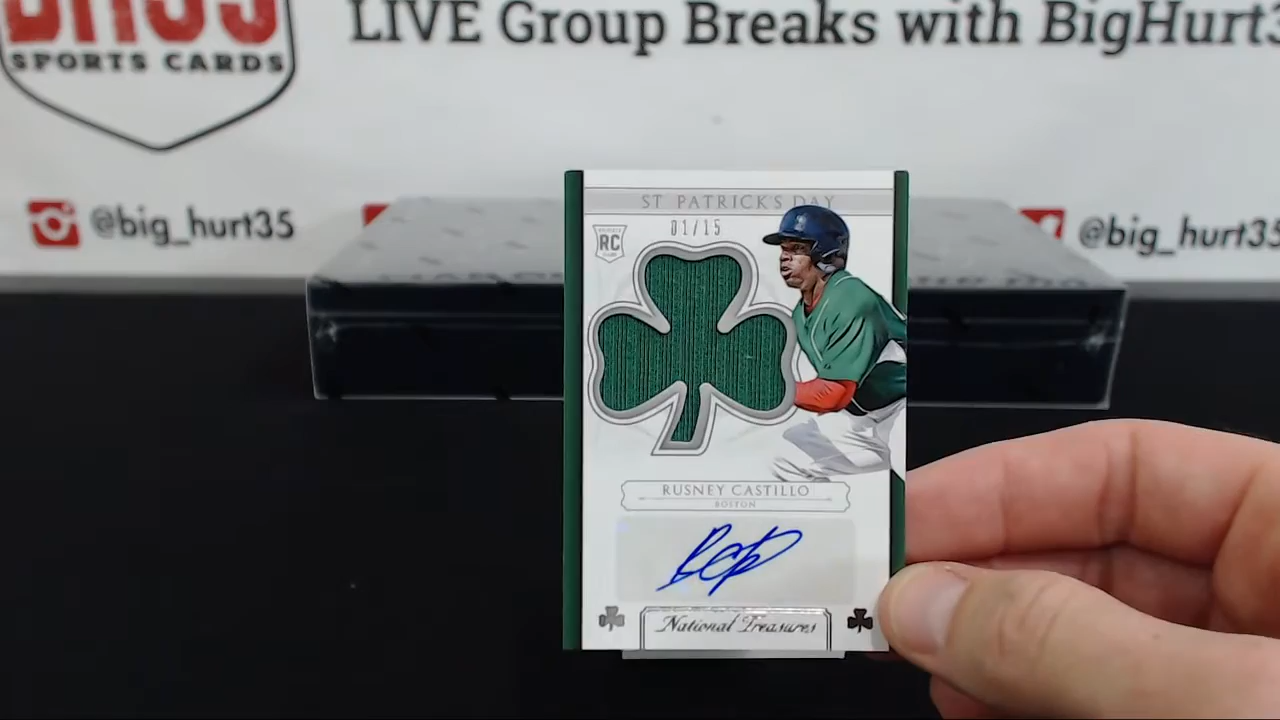 LIVE Group Breaks with BigHurt3
SPORTS CARDS
@big_hurt35
@big_hurt35
ST PATRICK'S DAY
01/15
RC
RUSNEY CASTILLO
BOSTON
National Treasures